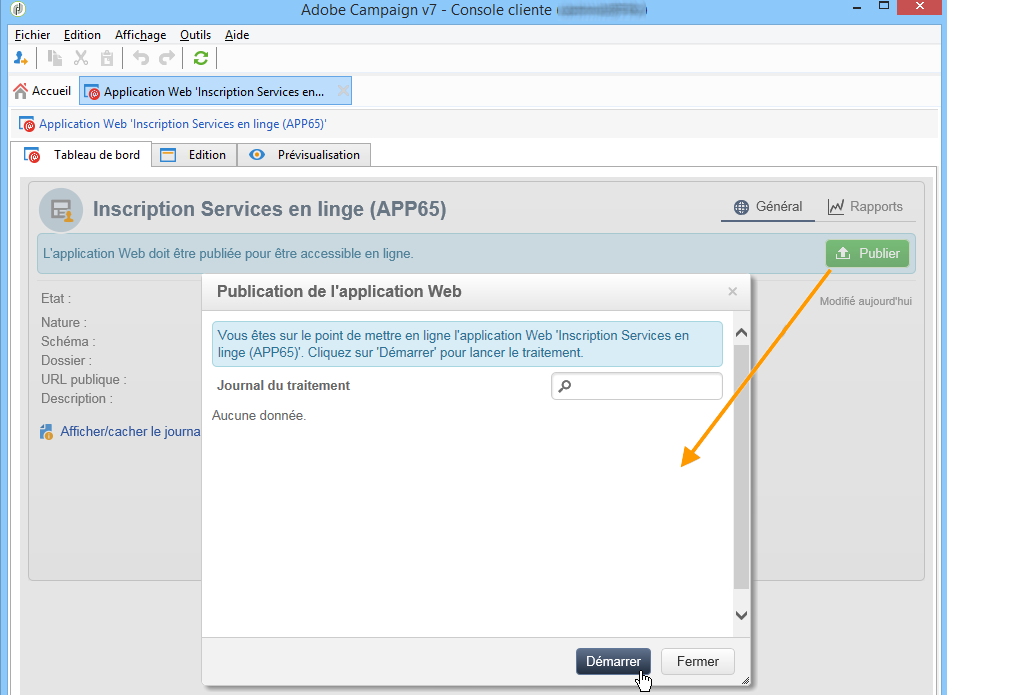 Adobe Campaign v7 - Console cliente
Fichier Edition Affichage Outils Aide
Accueil Application Web 'Inscription Services en...
Application Web 'Inscription Services en linge (APP65)'
Tableau de bord Edition Prévisualisation
Inscription Services en linge (APP65) Général Rapports
L'application Web doit être publiée pour être accessible en ligne. Publier
Etat :
Modifié aujourd'hui
Nature :
Schéma :
Dossier :
URL publique :
Description :
Afficher/cacher le journa
Publication de l'application Web
Vous êtes sur le point de mettre en ligne l'application Web 'Inscription Services en
linge (APP65)'. Cliquez sur 'Démarrer' pour lancer le traitement.
Journal du traitement
Aucune donnée.
Démarrer Fermer